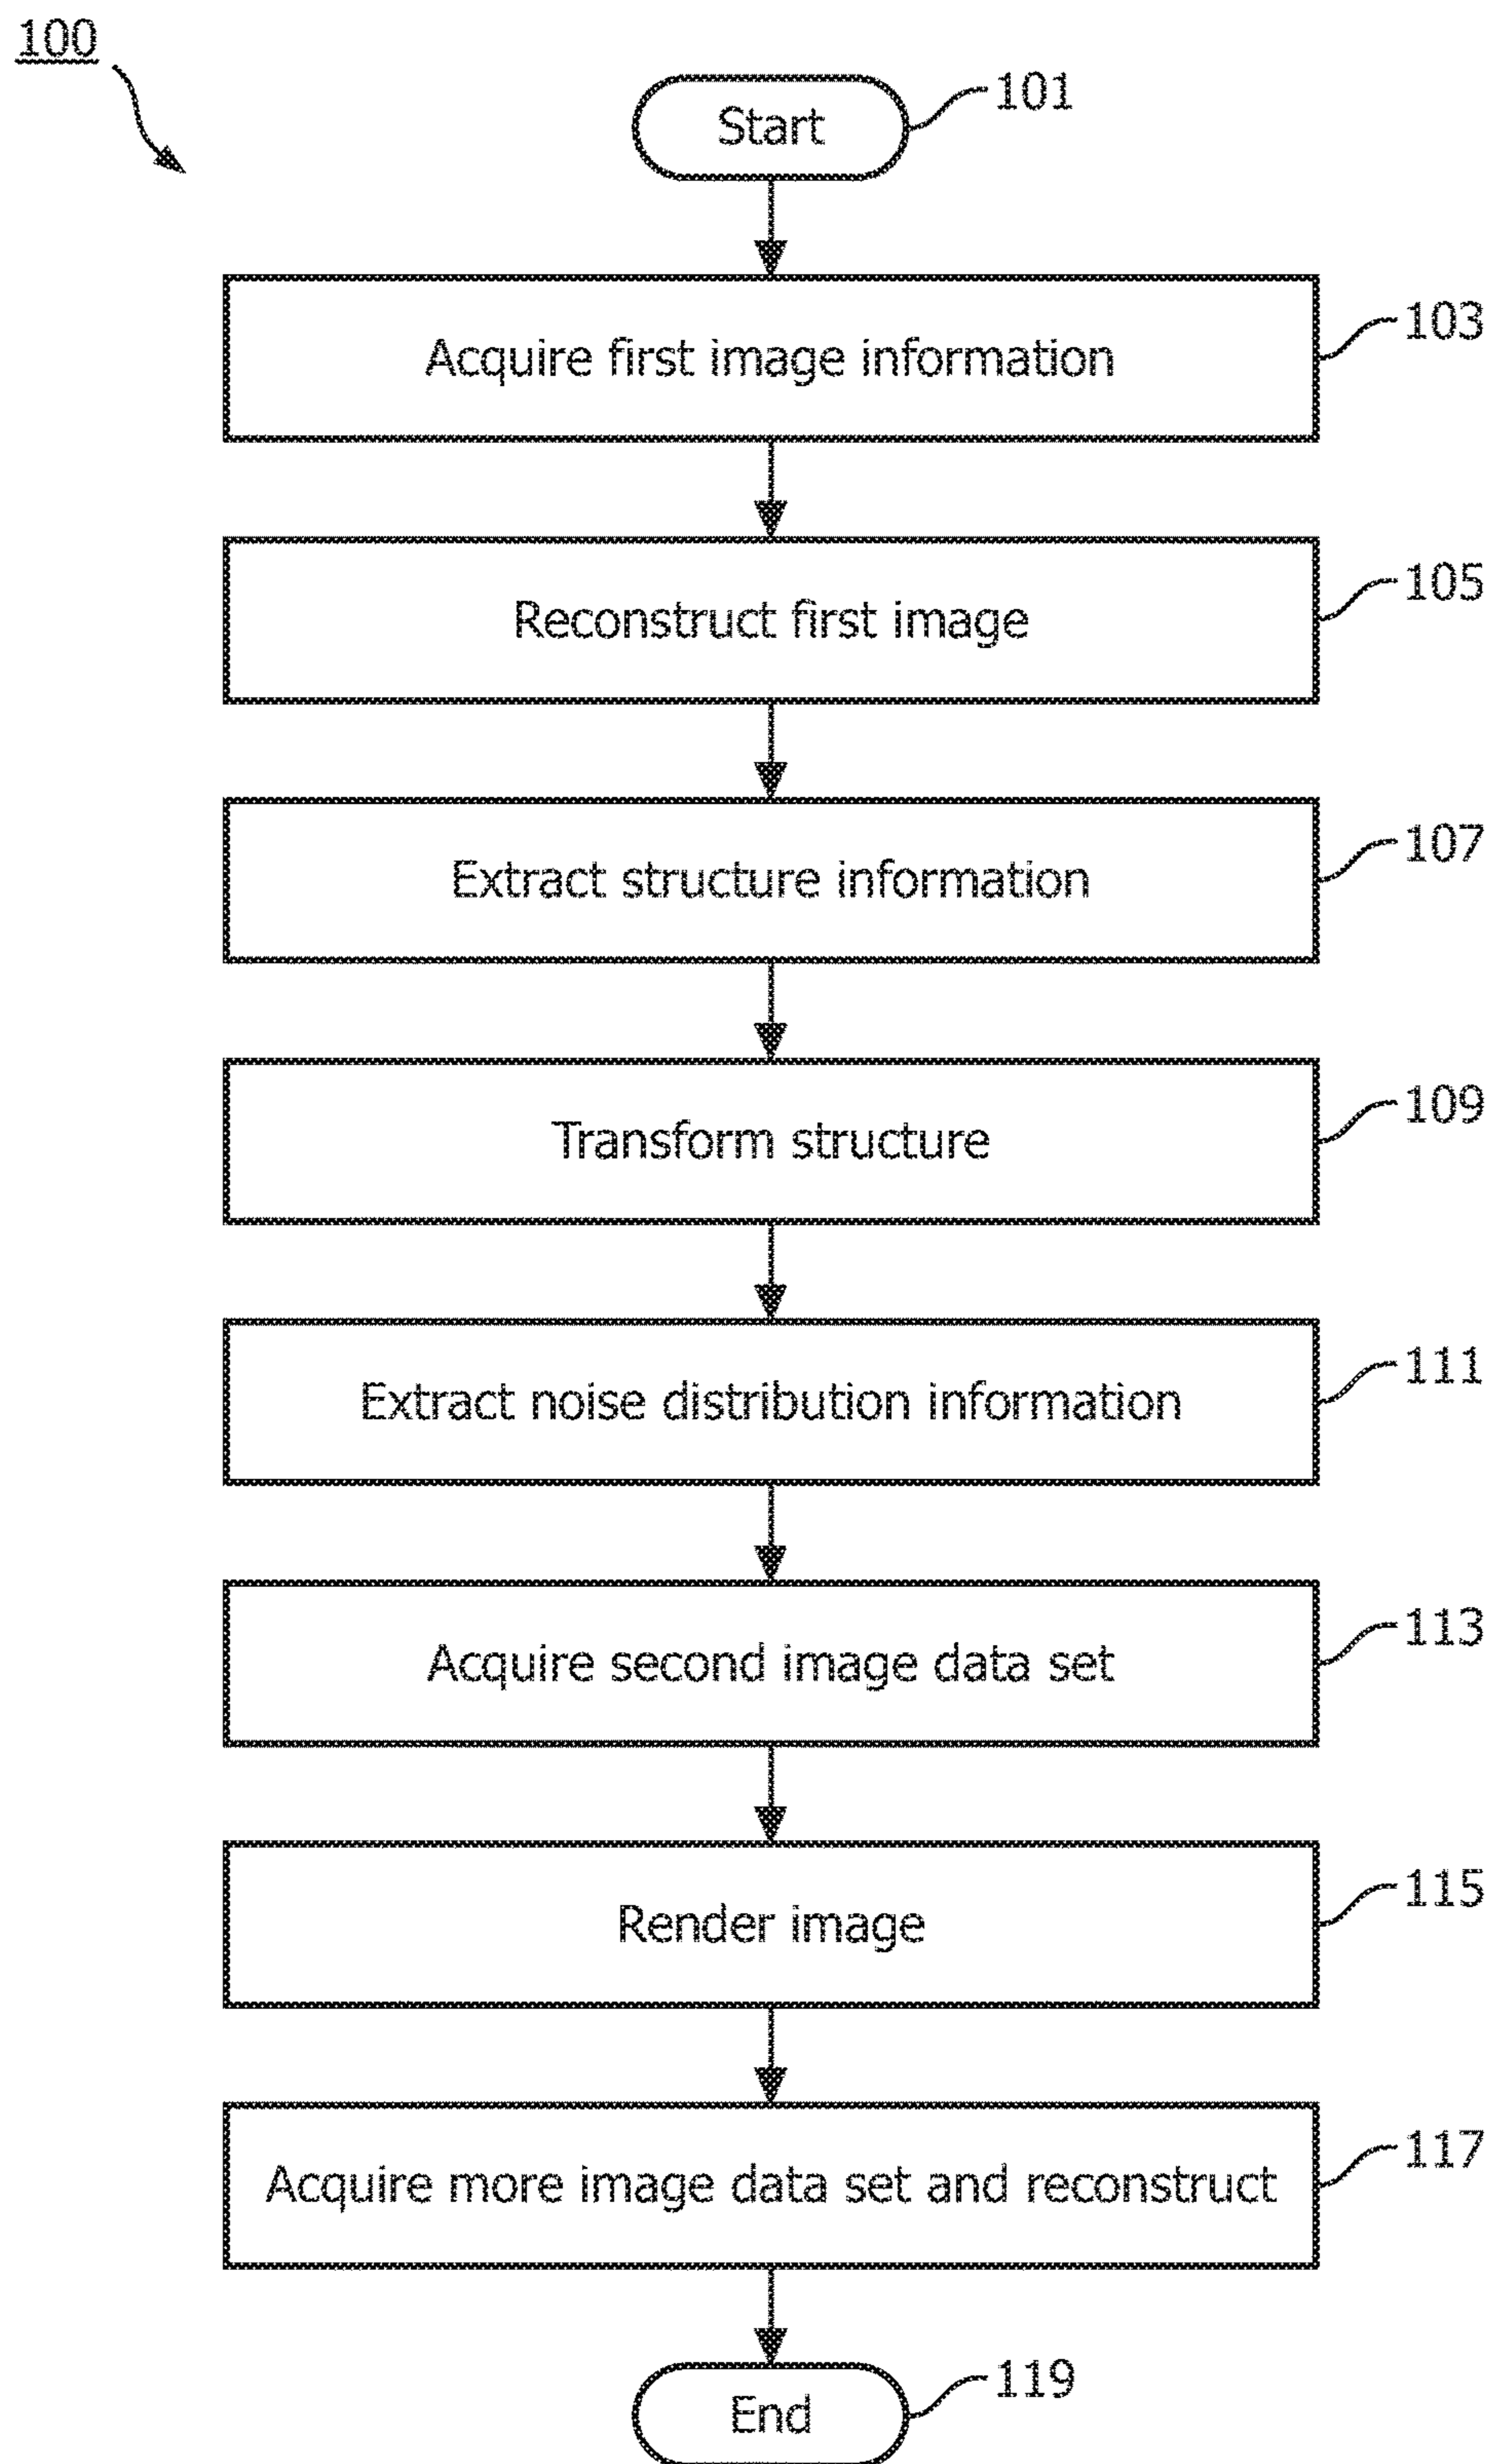 100
Start
101
Acquire first image information
103
Reconstruct first image
105
Extract structure information
107
Transform structure
109
Extract noise distribution information
111
Acquire second image data set
113
Render image
115
Acquire more image data set and reconstruct
117
End
119